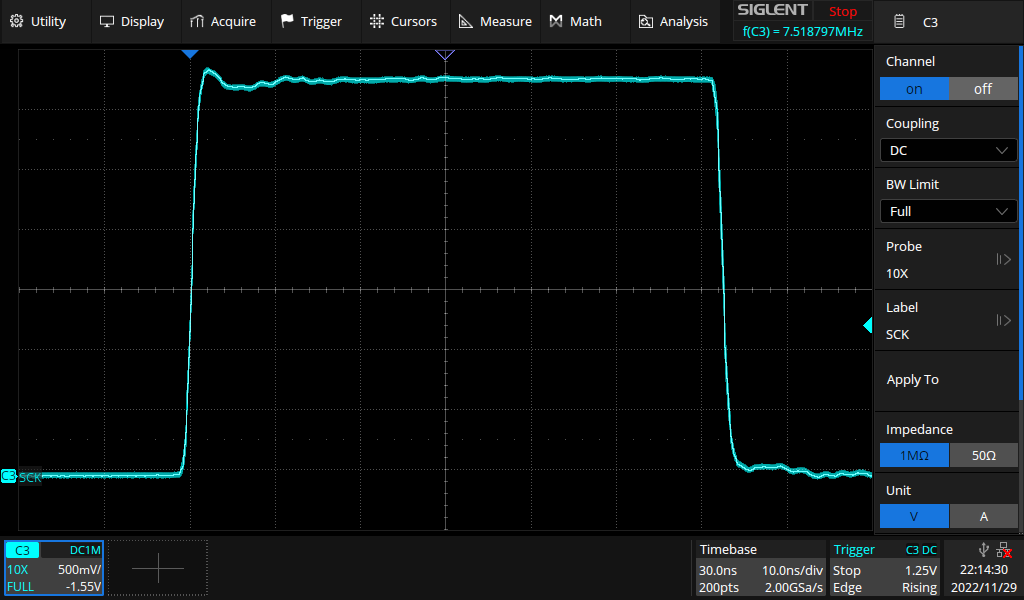 Utility
Display
Acquire
Trigger
Cursors
Measure
Math
Analysis
SIGLENT
Stop
f(C3) = 7.518797MHz
C3
Channel
on
off
Coupling
DC
BW Limit
Full
Probe
10X
Label
SCK
Apply To
Impedance
1MΩ
50Ω
Unit
V
A
C3
SCK
C3
DC1M
10X
500mV/
FULL
-1.55V
Timebase
30.0ns
10.0ns/div
200pts
2.00GSa/s
Trigger
C3 DC
Stop
1.25V
Edge
Rising
22:14:30
2022/11/29